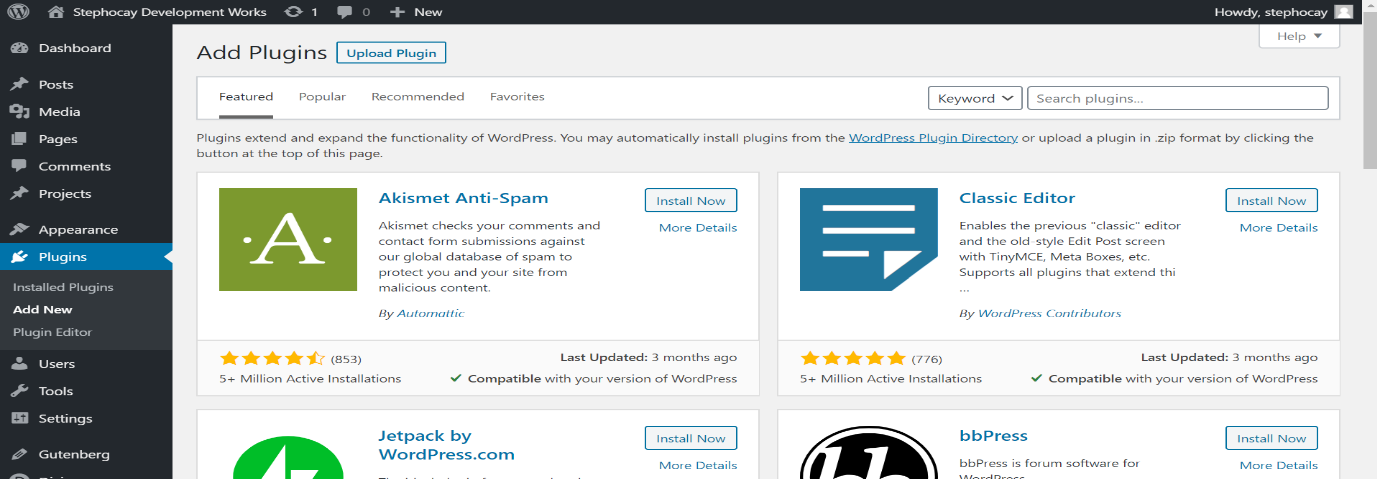 Stephocay Development Works 1 0 New Howdy, stephocay
Dashboard
Posts
Media
Pages
Comments
Projects
Appearance
Plugins
Installed Plugins
Add New
Plugin Editor
Users
Tools
Settings
Gutenberg
Help
Add Plugins Upload Plugin
Featured Popular Recommended Favorites Keyword Search plugins...
Plugins extend and expand the functionality of WordPress. You may automatically install plugins from the WordPress Plugin Directory or upload a plugin in .zip format by clicking the
button at the top of this page.
A
Akismet Anti-Spam
Install Now
More Details
Akismet checks your comments and
contact form submissions against
our global database of spam to
protect you and your site from
malicious content.
By Automattic
(853)
Last Updated: 3 months ago
5+ Million Active Installations
Compatible with your version of WordPress
Classic Editor
Install Now
More Details
Enables the previous "classic" editor
and the old-style Edit Post screen
with TinyMCE, Meta Boxes, etc.
Supports all plugins that extend thi
...
By WordPress Contributors
(776)
Last Updated: 3 months ago
5+ Million Active Installations
Compatible with your version of WordPress
Jetpack by
WordPress.com
Install Now
More Details
bb
bbPress
Install Now
More Details
bbPress is forum software for
WordPress